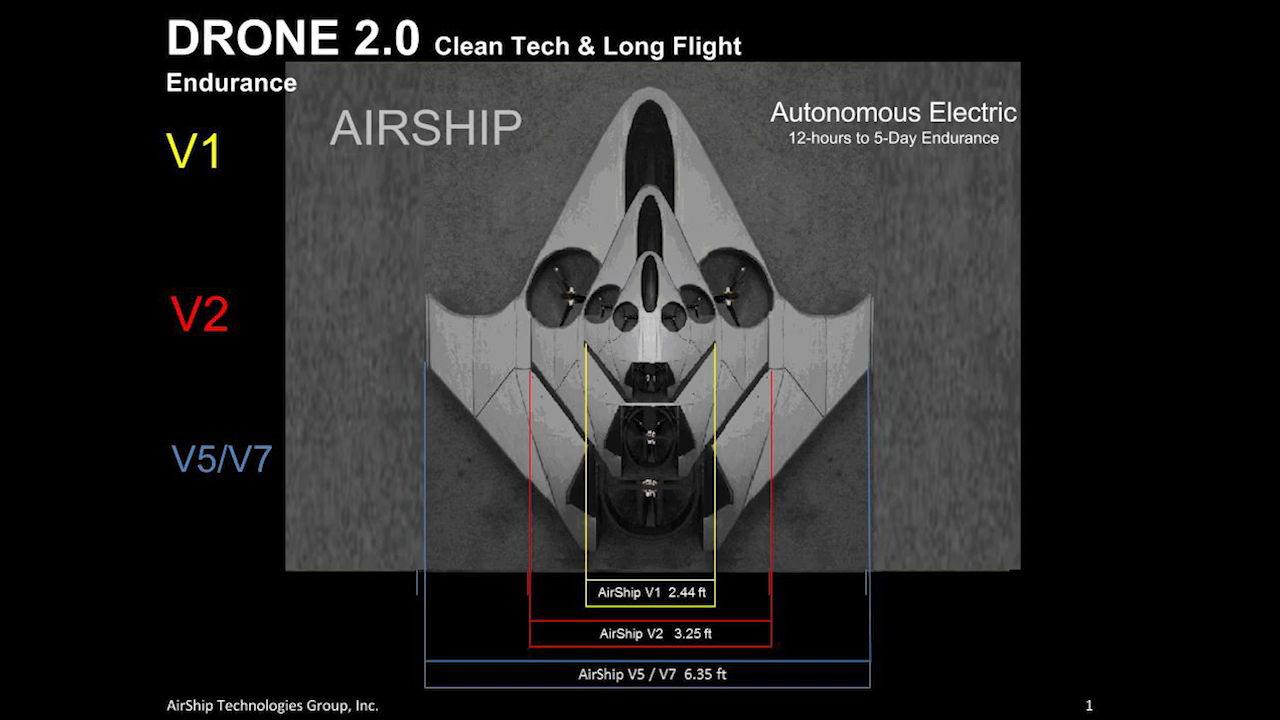 DRONE 2.0 Clean Tech & Long Flight
Endurance
AIRSHIP
Autonomous Electric
12-hours to 5-Day Endurance
V1
V2
V5/V7
AirShip V1 2.44 ft
AirShip V2 3.25 ft
AirShip V5 / V7 6.35 ft
AirShip Technologies Group, Inc.
1